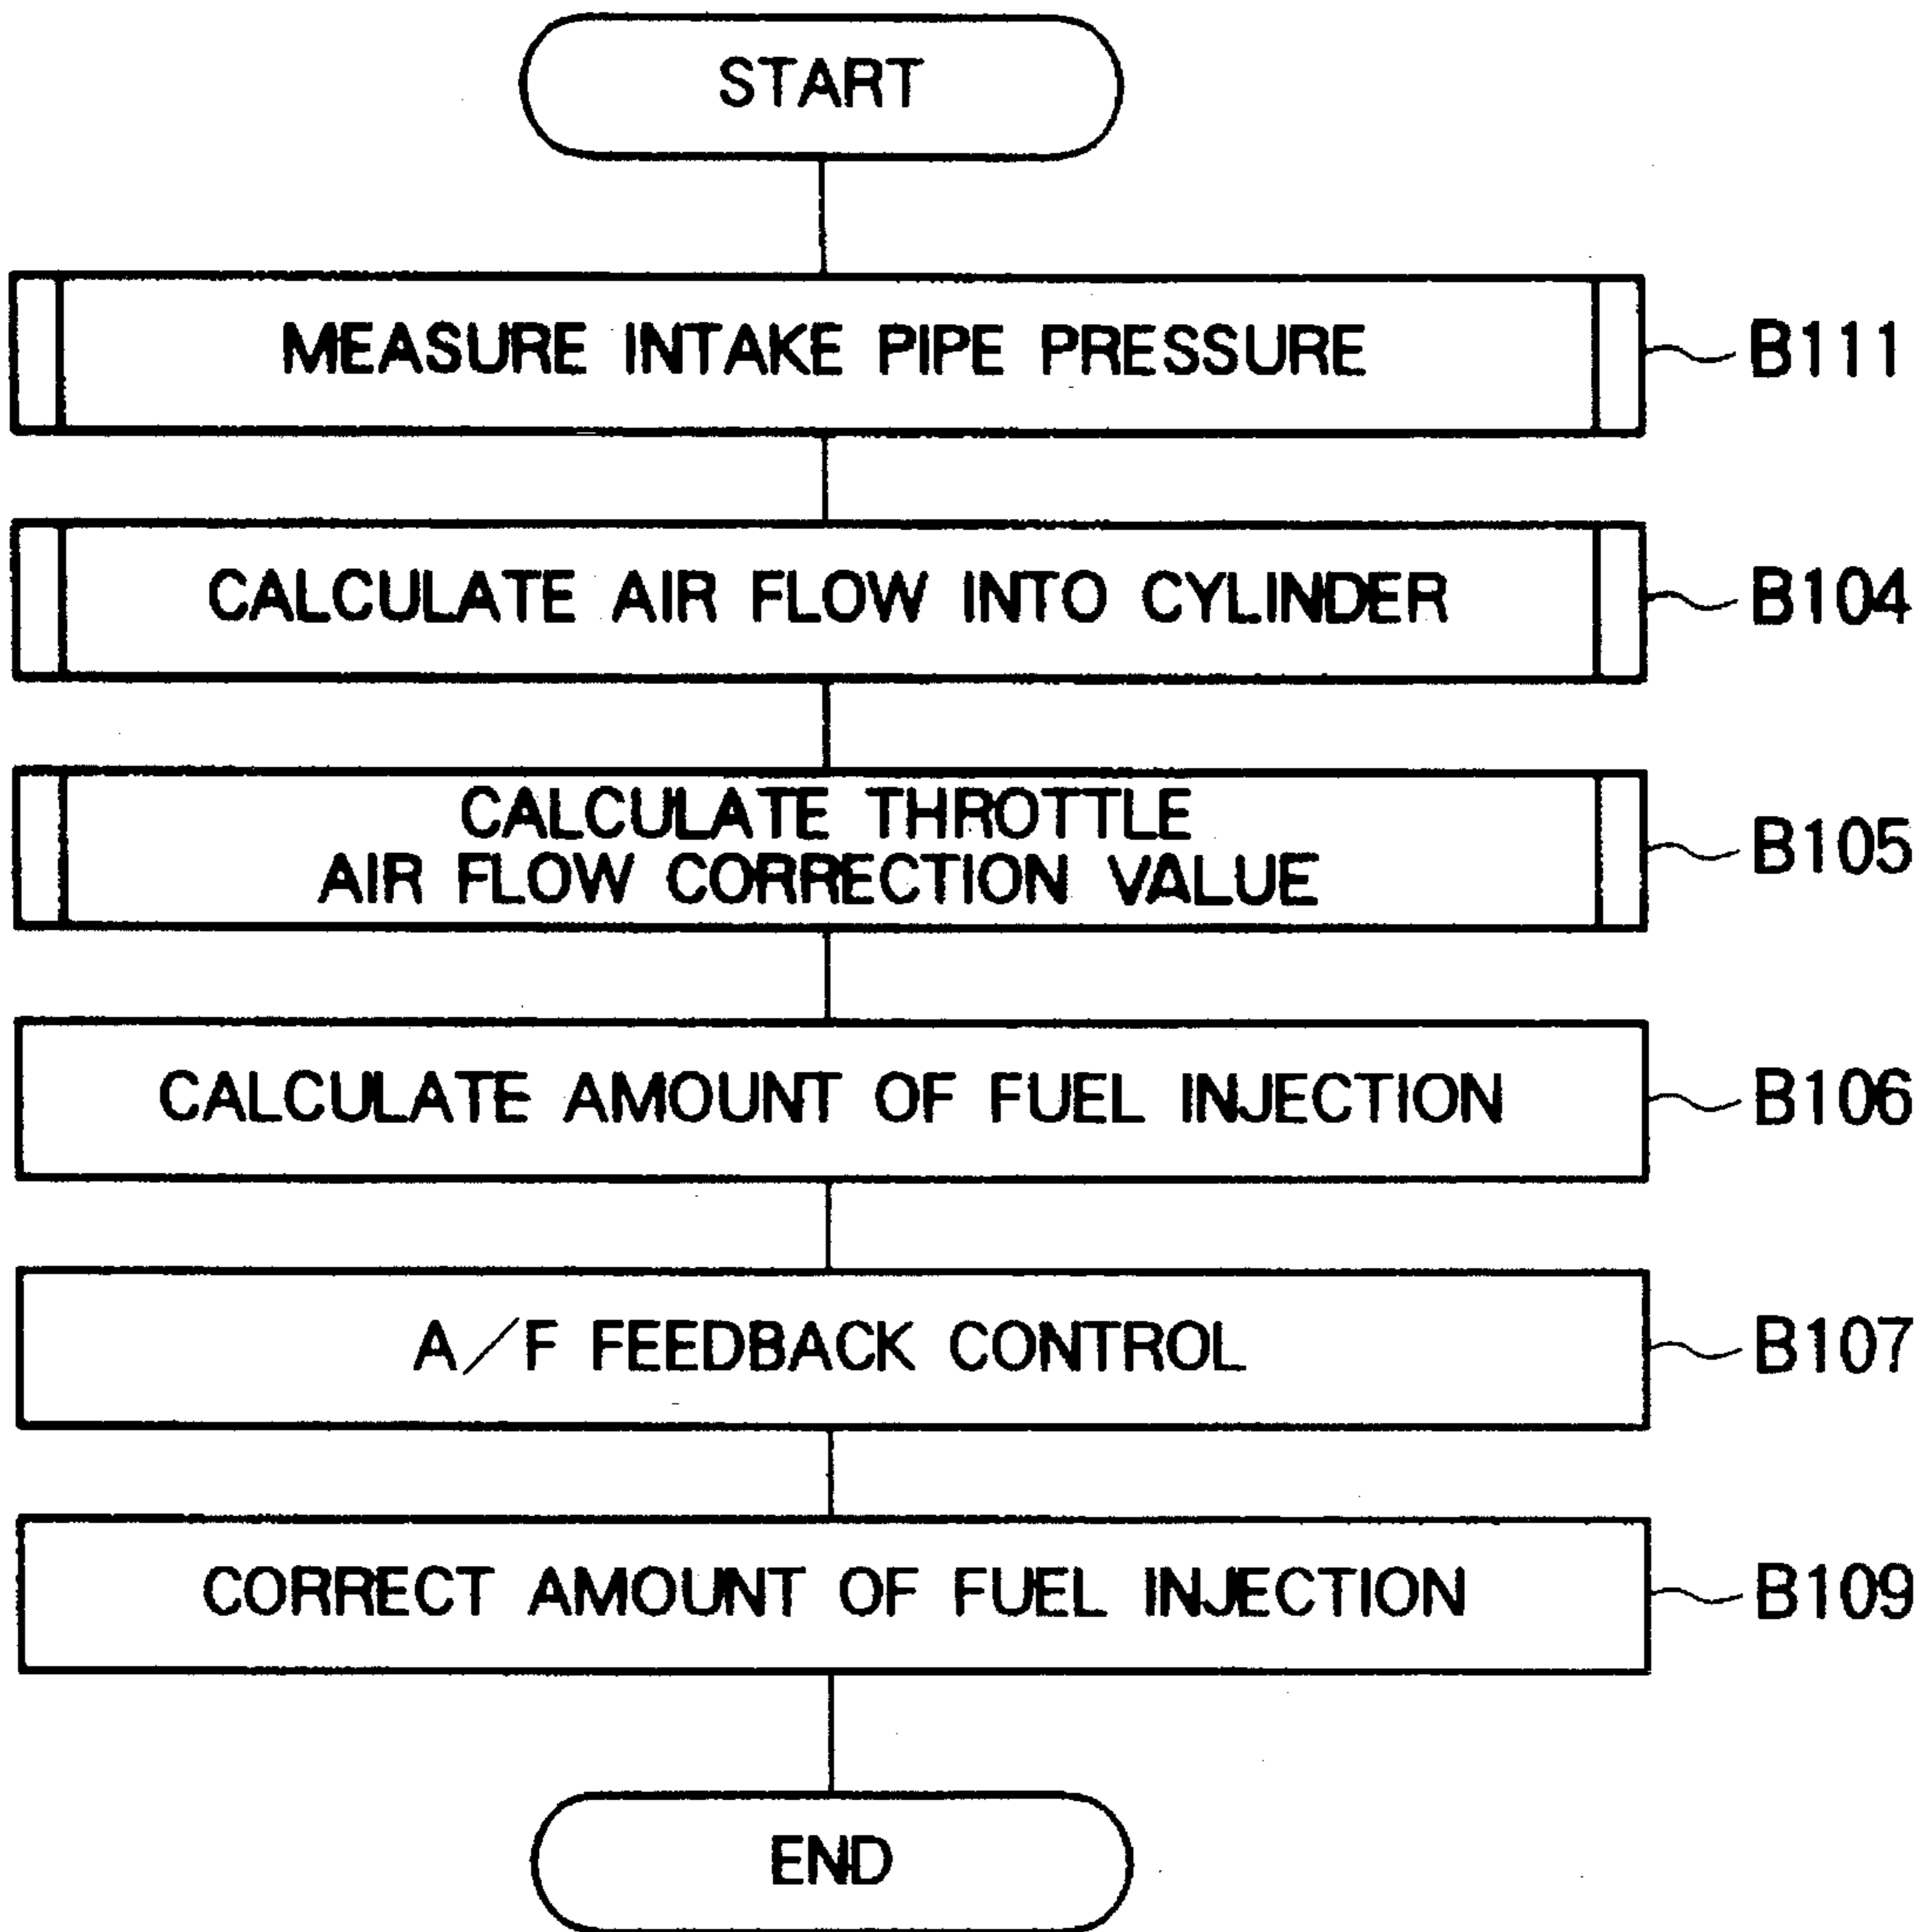 START
MEASURE INTAKE PIPE PRESSURE B111
CALCULATE AIR FLOW INTO CYLINDER B104
CALCULATE THROTTLE
AIR FLOW CORRECTION VALUE B105
CALCULATE AMOUNT OF FUEL INJECTION B106
A/F FEEDBACK CONTROL B107
CORRECT AMOUNT OF FUEL INJECTION B109
END